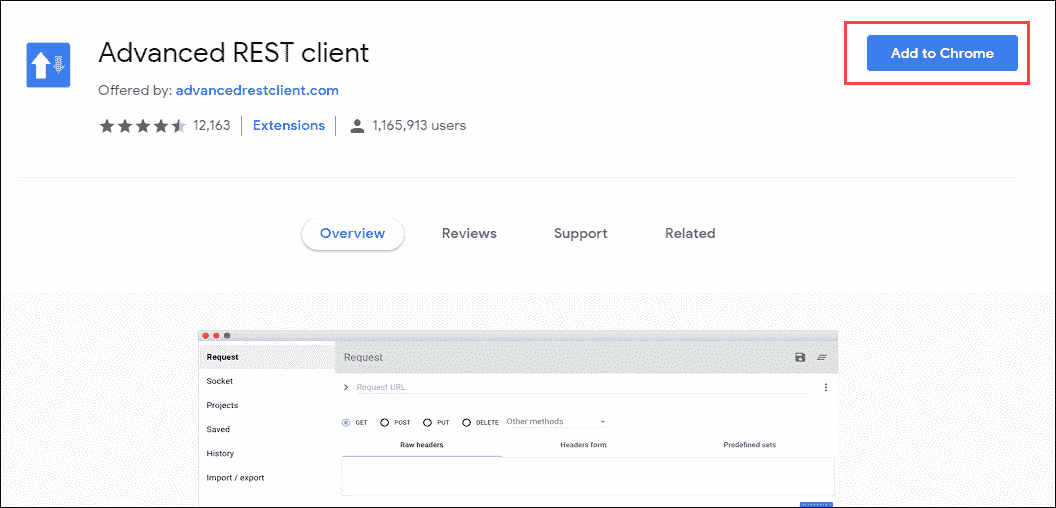 Advanced REST client
Add to Chrome
Offered by: advancedrestclient.com
12,163 Extensions 1,165,913 users
Overview Reviews Support Related
Request Request
Request URL
Socket
Projects
GET POST PUT DELETE Other methods
Saved
Raw headers Headers form Predefined sets
History
Import / export